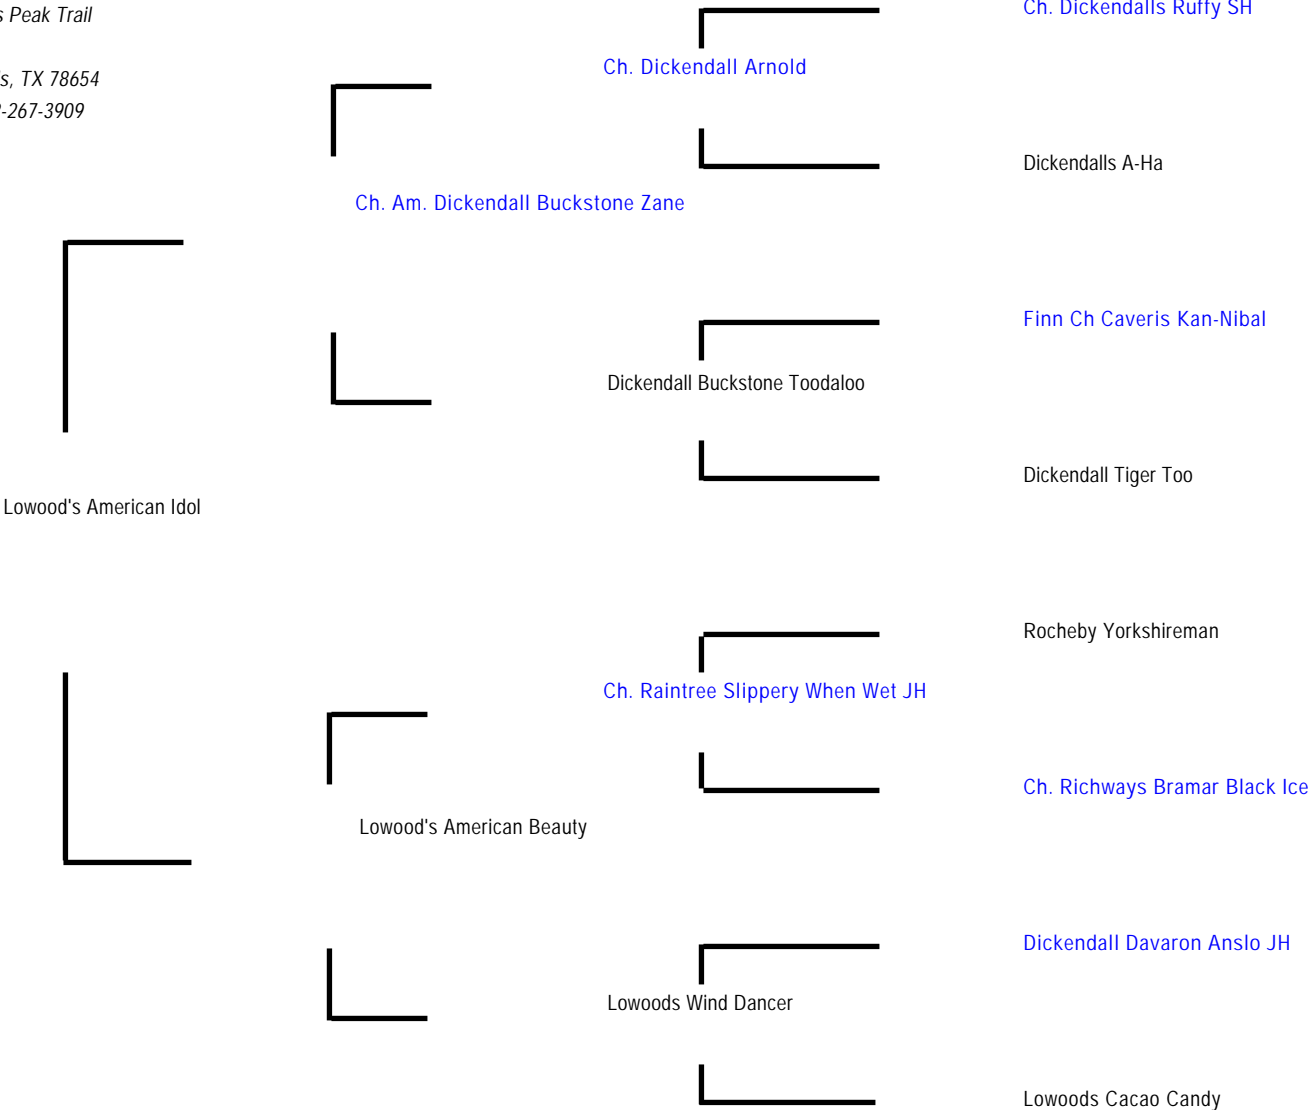 Peak Trail
TX 78654
-267-3909
Ch. Dickendalls Ruffy SH
Ch. Dickendall Arnold
Dickendalls A-Ha
Ch. Am. Dickendall Buckstone Zane
Finn Ch Caveris Kan-Nibal
Dickendall Buckstone Toodaloo
Dickendall Tiger Too
Lowood's American Idol
Rocheby Yorkshireman
Ch. Raintree Slippery When Wet JH
Ch. Richways Bramar Black Ice
Lowood's American Beauty
Dickendall Davaron Anslo JH
Lowoods Wind Dancer
Lowoods Cacao Candy